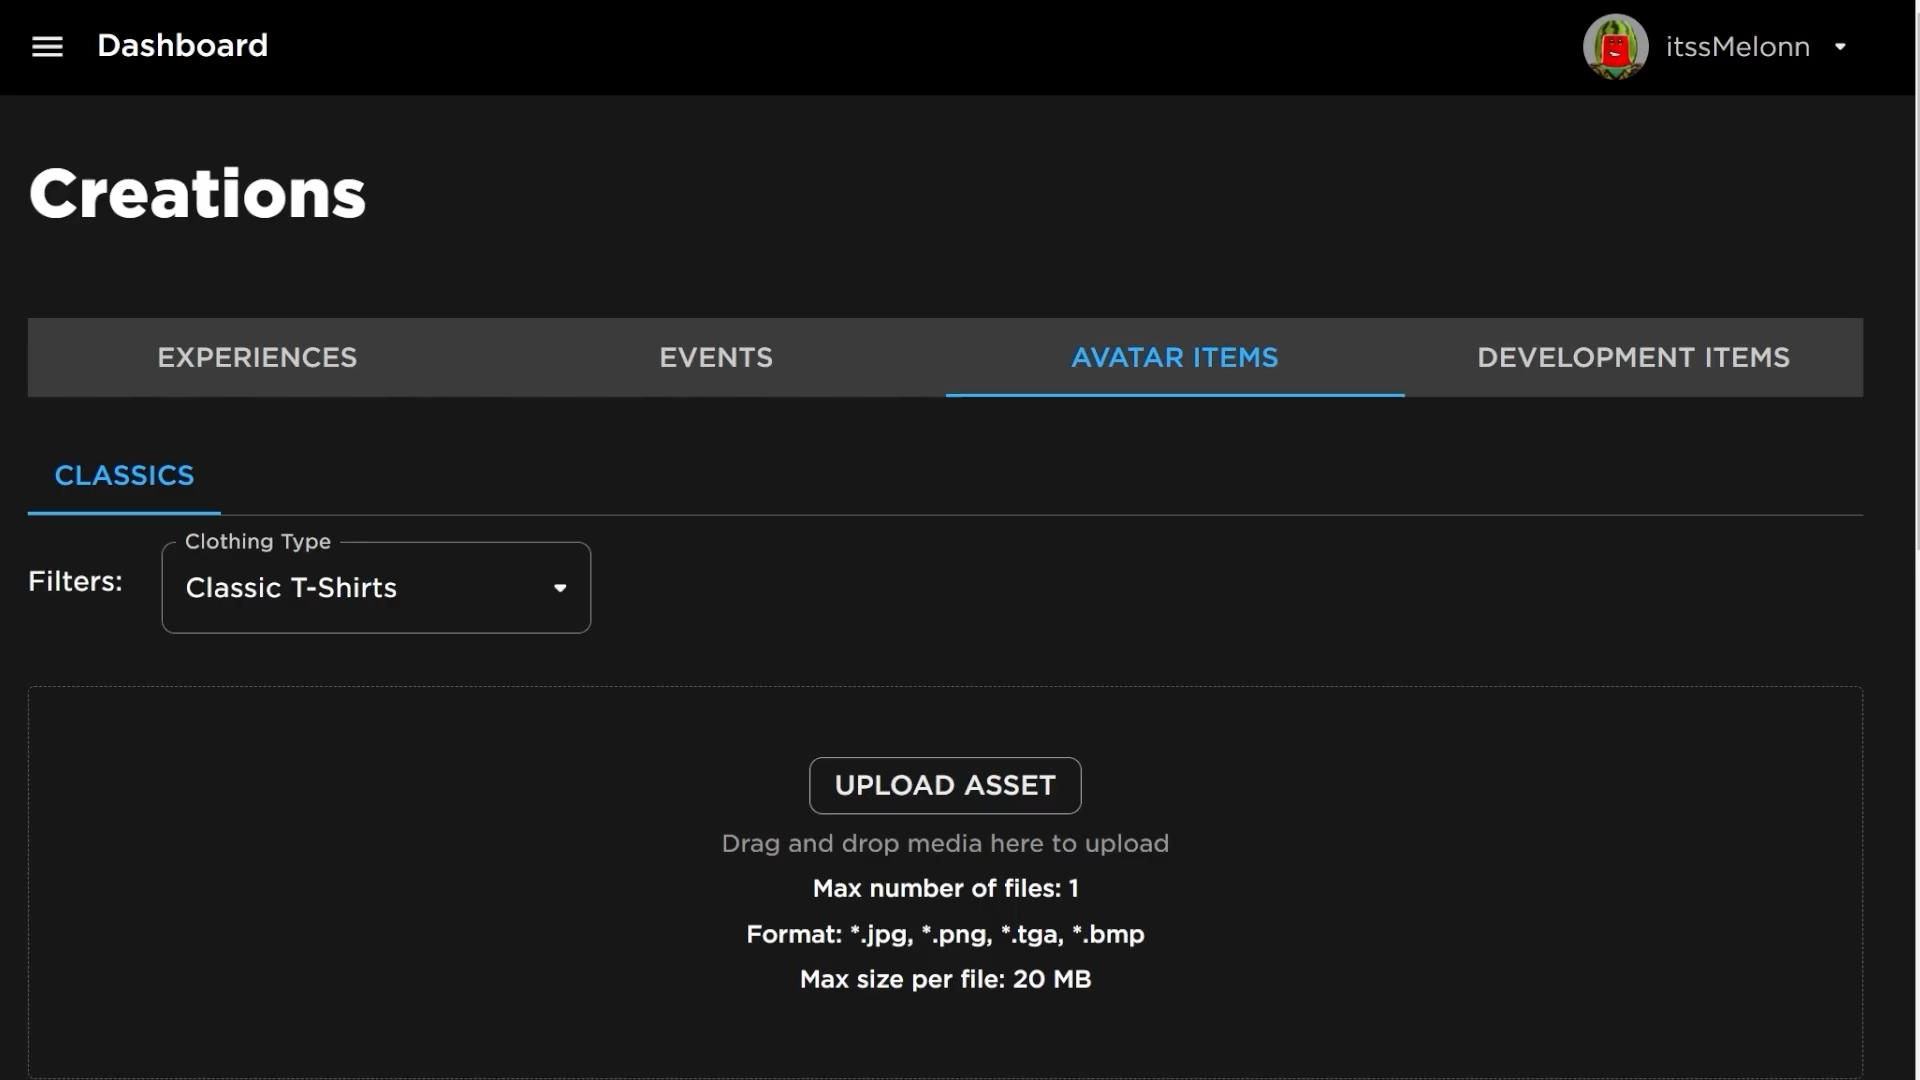 Dashboard
itssMelonn
Creations
EXPERIENCES
EVENTS
AVATAR ITEMS
DEVELOPMENT ITEMS
CLASSICS
Clothing Type
Filters:
Classic T-Shirts
UPLOAD ASSET
Drag and drop media here to upload
Max number of files: 1
Format: *.jpg, *.png, *.tga, *.bmp
Max size per file: 20 MB